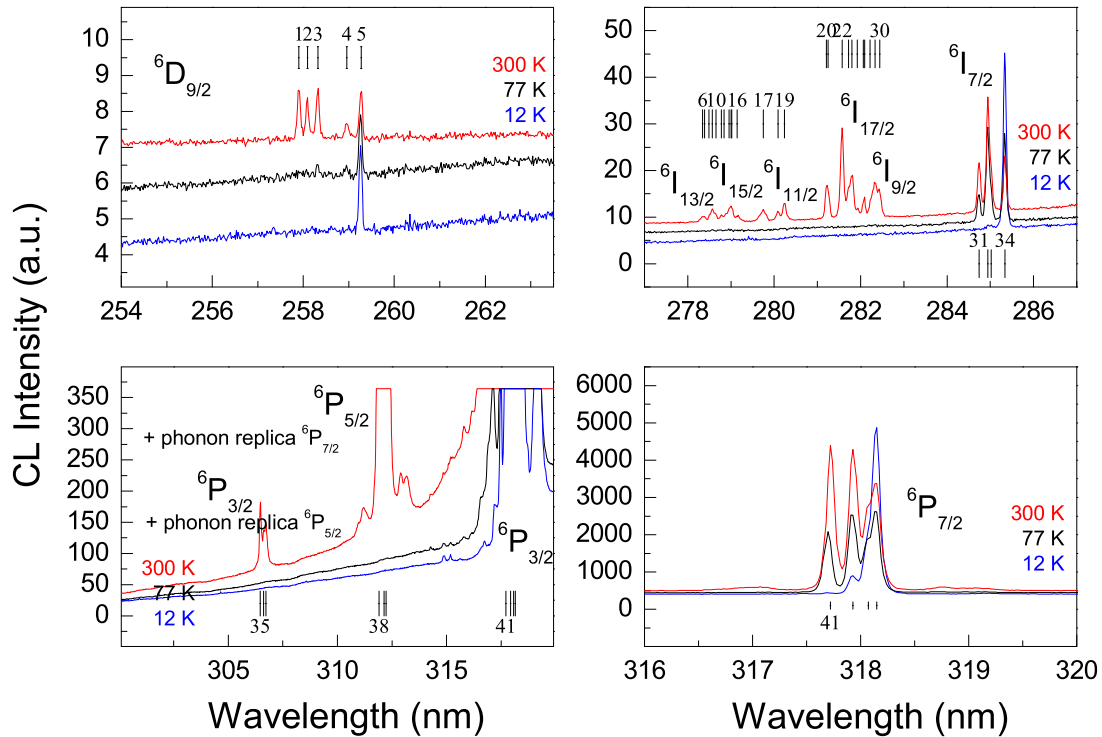 CL Intensity (a.u.)
10
9
8
7
6
5
4
1 2 3 4 5
6D9/2
300 K
77 K
12 K
254 256 258 260 262
50
40
30
20
10
0
20 22 30
6 10 16 17 19
6I7/2
6I17/2
6I13/2 6I15/2 6I11/2 6I9/2
300 K
77 K
12 K
31 34
278 280 282 284 286
350
300
250
200
150
100
50
0
6P5/2
+ phonon replica 6P7/2
6P3/2
+ phonon replica 6P5/2
6P3/2
300 K
77 K
12 K
35 38 41
305 310 315
Wavelength (nm)
6000
5000
4000
3000
2000
1000
0
6P7/2
300 K
77 K
12 K
41
316 317 318 319 320
Wavelength (nm)